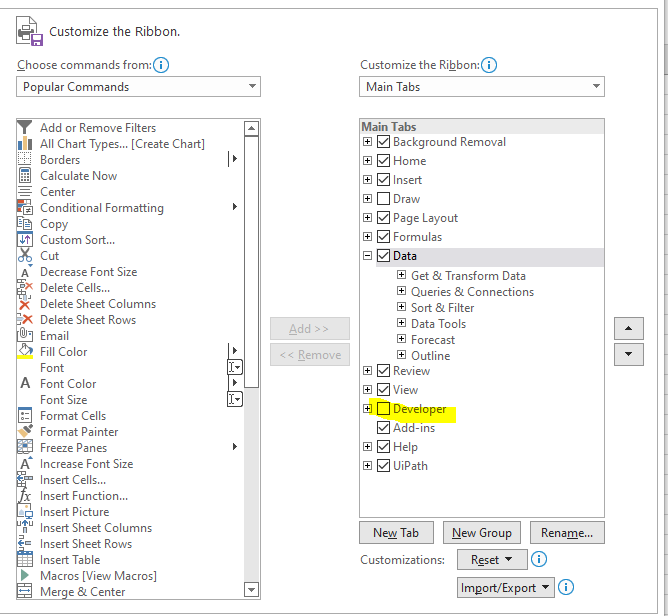 Customize the Ribbon.
Choose commands from:
Popular Commands
Add or Remove Filters
All Chart Types... [Create Chart]
Borders
Calculate Now
Center
Conditional Formatting
Copy
Custom Sort...
Cut
Decrease Font Size
Delete Cells...
Delete Sheet Columns
Delete Sheet Rows
Email
Fill Color
Font
Font Color
Font Size
Format Cells
Format Painter
Freeze Panes
Increase Font Size
Insert Cells...
Insert Function...
Insert Picture
Insert Sheet Columns
Insert Sheet Rows
Insert Table
Macros [View Macros]
Merge & Center
Add >>
<< Remove
Customize the Ribbon:
Main Tabs
Main Tabs
Background Removal
Home
Insert
Draw
Page Layout
Formulas
Data
Get & Transform Data
Queries & Connections
Sort & Filter
Data Tools
Forecast
Outline
Review
View
Developer
Add-ins
Help
UiPath
New Tab New Group Rename...
Customizations: Reset
Import/Export